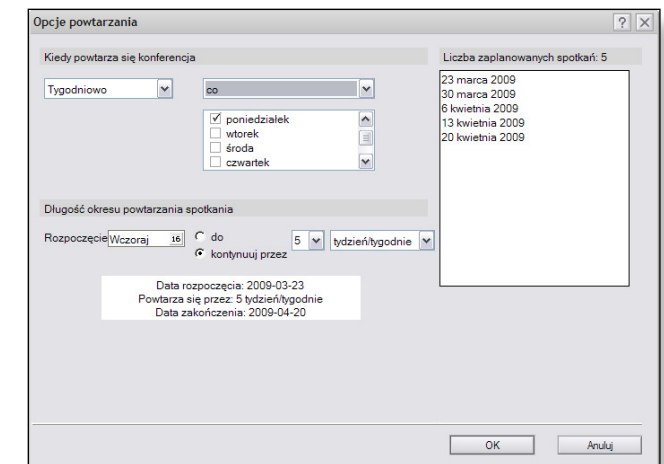 Opcje powtarzania
Kiedy powtarza się konferencja
Tygodniowo
co
poniedziałek
wtorek
środa
czwartek
Długość okresu powtarzania spotkania
Rozpoczęcie Wczoraj 16
do
kontynuuj przez
5 tydzień/tygodnie
Data rozpoczęcia: 2009-03-23
Powtarza się przez: 5 tydzień/tygodnie
Data zakończenia: 2009-04-20
Liczba zaplanowanych spotkań: 5
23 marca 2009
30 marca 2009
6 kwietnia 2009
13 kwietnia 2009
20 kwietnia 2009
OK
Anuluj